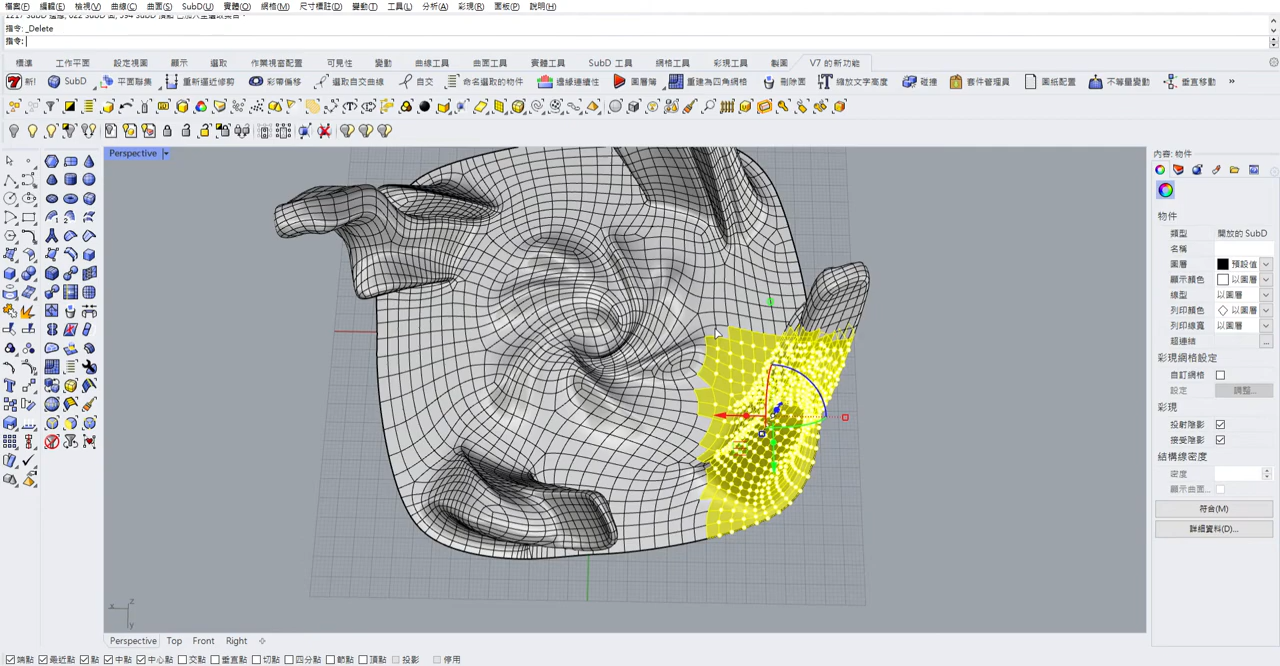 檔案(F) 編輯(E) 檢視(V) 曲線(C) 曲面(S) SubD(U) 實體(O) 網格(M) 尺寸標註(D) 變動(T) 工具(L) 分析(A) 彩現(R) 面板(P) 說明(H)
指令: _Delete
指令:
標準 工作平面 設定視圖 顯示 選取 作業視窗配置 可見性 變動 曲線工具 曲面工具 實體工具 SubD 工具 網格工具 彩現工具 製圖 V7 的新功能
新! SubD 平面聯集 重新逼近修剪 彩帶偏移 選取自交曲線 自交 命名選取的物件 邊緣連續性 圖層簿 重建為四角網格 刪除面 縮放文字高度 碰撞 套件管理員 圖紙配置 不等量變動 垂直移動 »
Perspective
內容: 物件
物件
類型 開放的 SubD
名稱
圖層 預設值
顯示顏色 以圖層
線型 以圖層
列印顏色 以圖層
列印線寬 以圖層
超連結 ...
彩現網格設定
自訂網格
設定 調整...
彩現
投射陰影
接受陰影
結構線密度
密度
顯示曲面...
符合(M)
詳細資料(D)...
z
x
y
Perspective Top Front Right
端點 最近點 點 中點 中心點 交點 垂直點 切點 四分點 節點 頂點 投影 停用